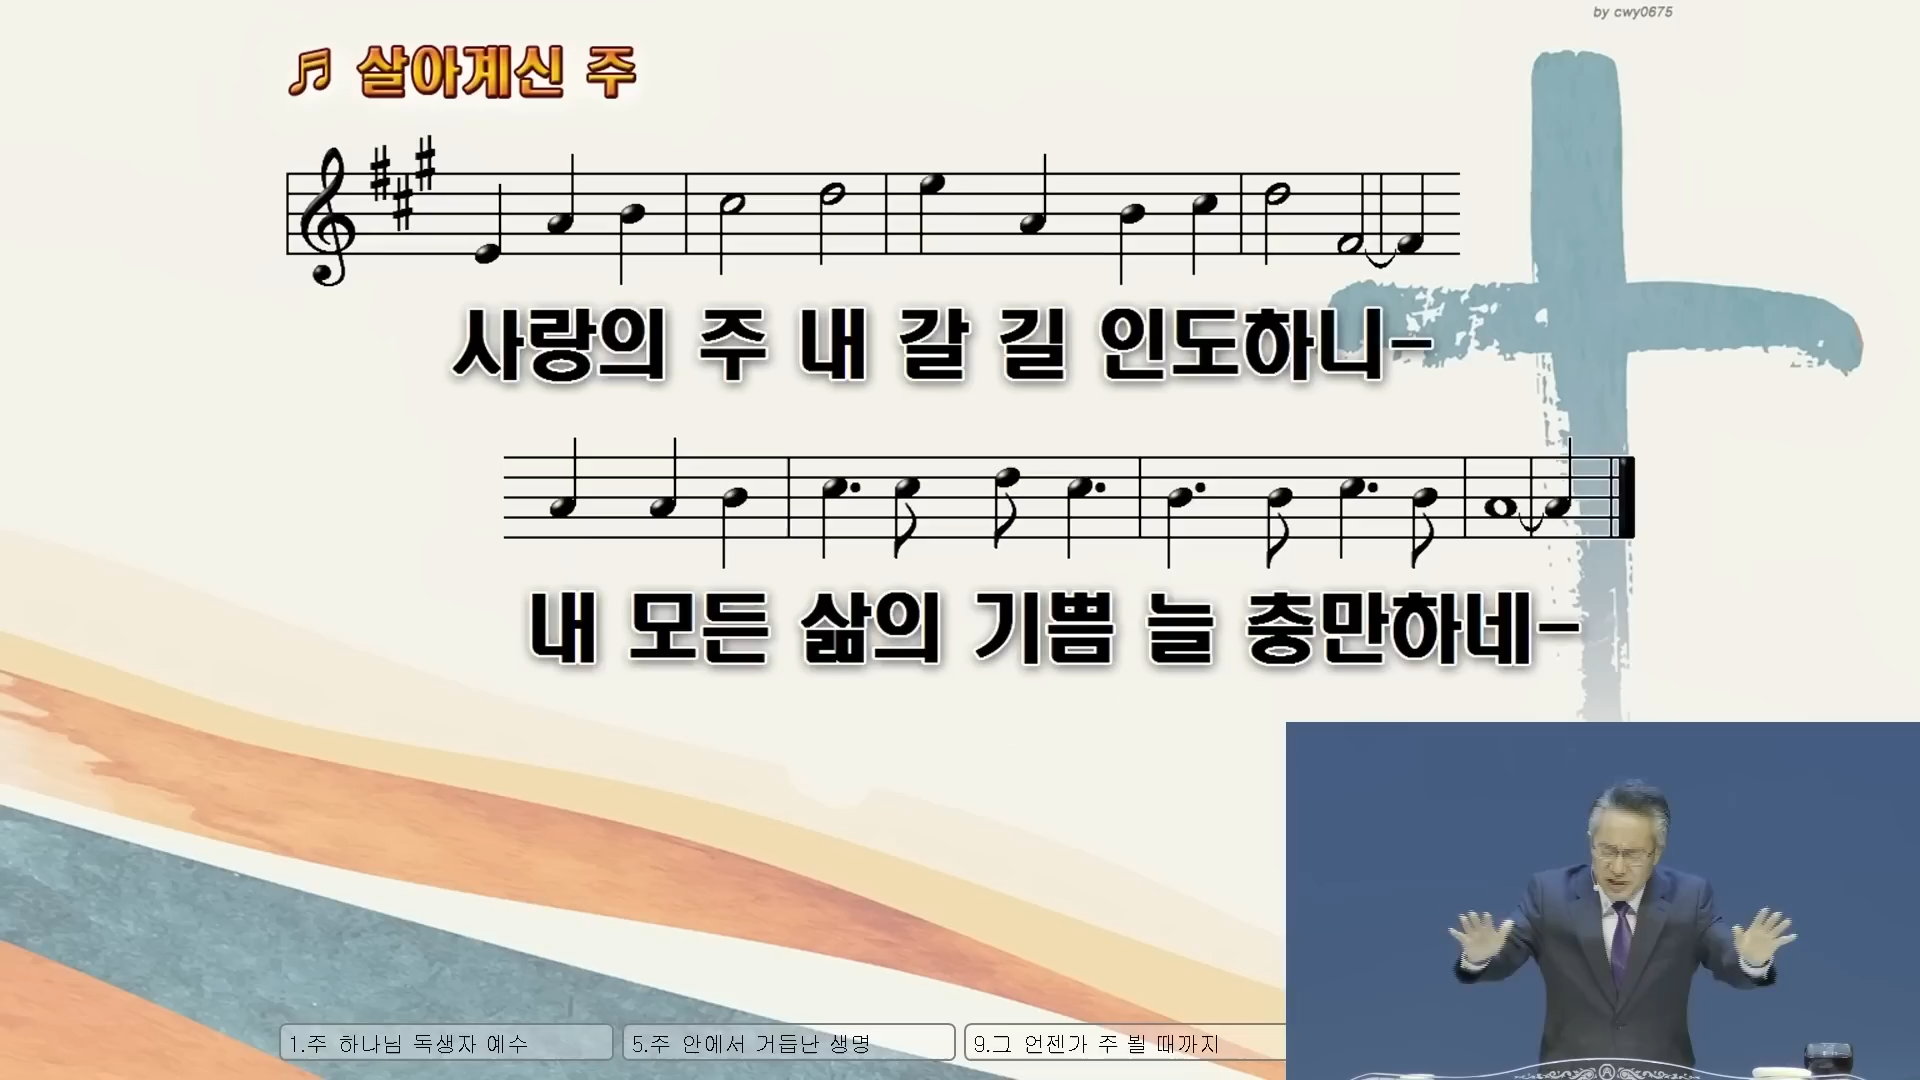 by cwy0675
♬ 살아계신 주
사랑의 주 내 갈 길 인도하니-
내 모든 삶의 기쁨 늘 충만하네-
1.주 하나님 독생자 예수
5.주 안에서 거듭난 생명
9.그 언젠가 주 뵐 때까지